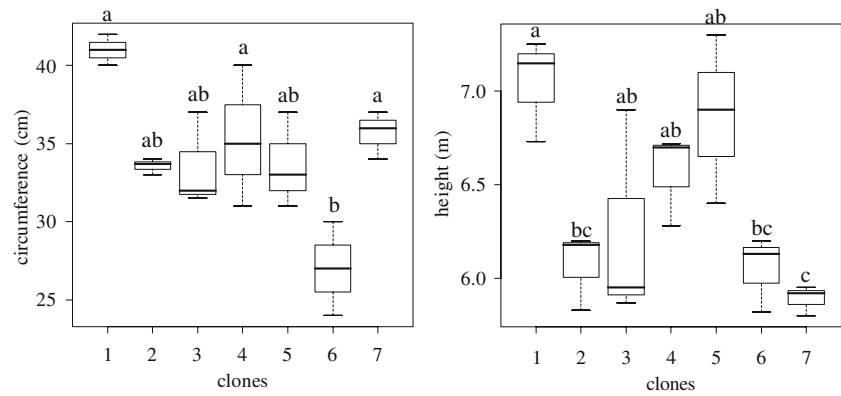 a
ab
ab
a
ab
b
a
40
35
30
25
circumference (cm)
1 2 3 4 5 6 7
clones
a
bc
ab
ab
ab
bc
c
7.0
6.5
6.0
height (m)
1 2 3 4 5 6 7
clones